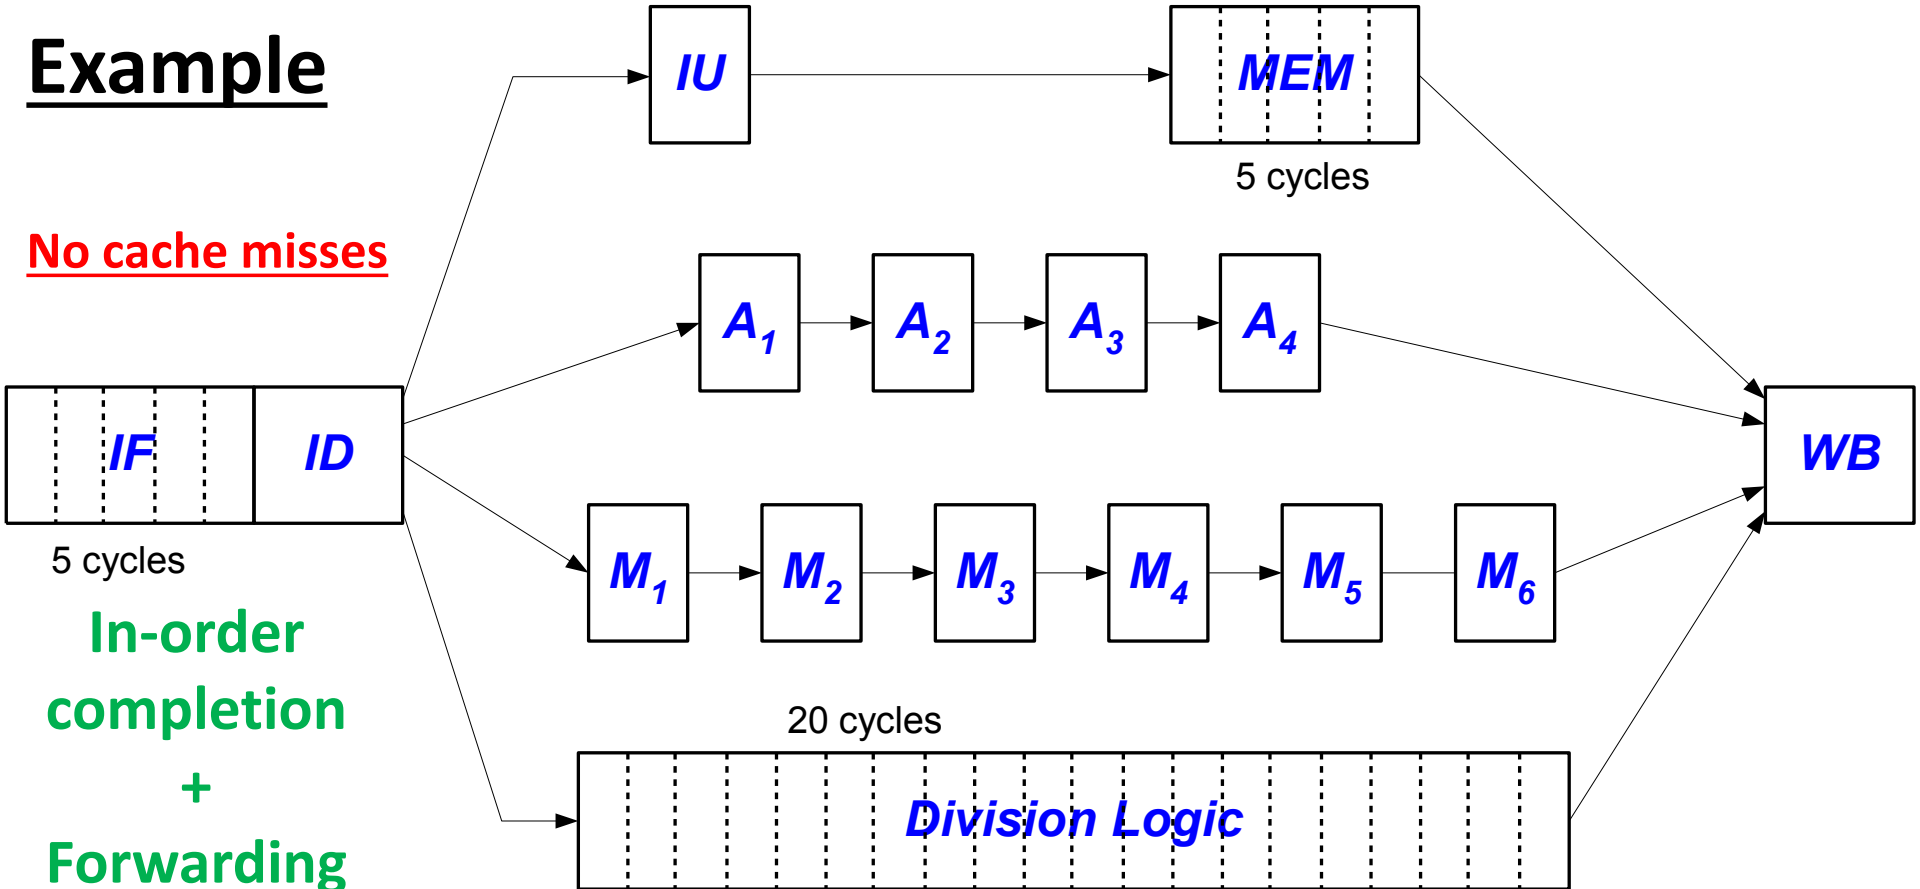 Example
No cache misses
IU
MEM
5 cycles
A1
A2
A3
A4
IF
ID
WB
5 cycles
M1
M2
M3
M4
M5
M6
In-order
completion
+
Forwarding
20 cycles
Division Logic